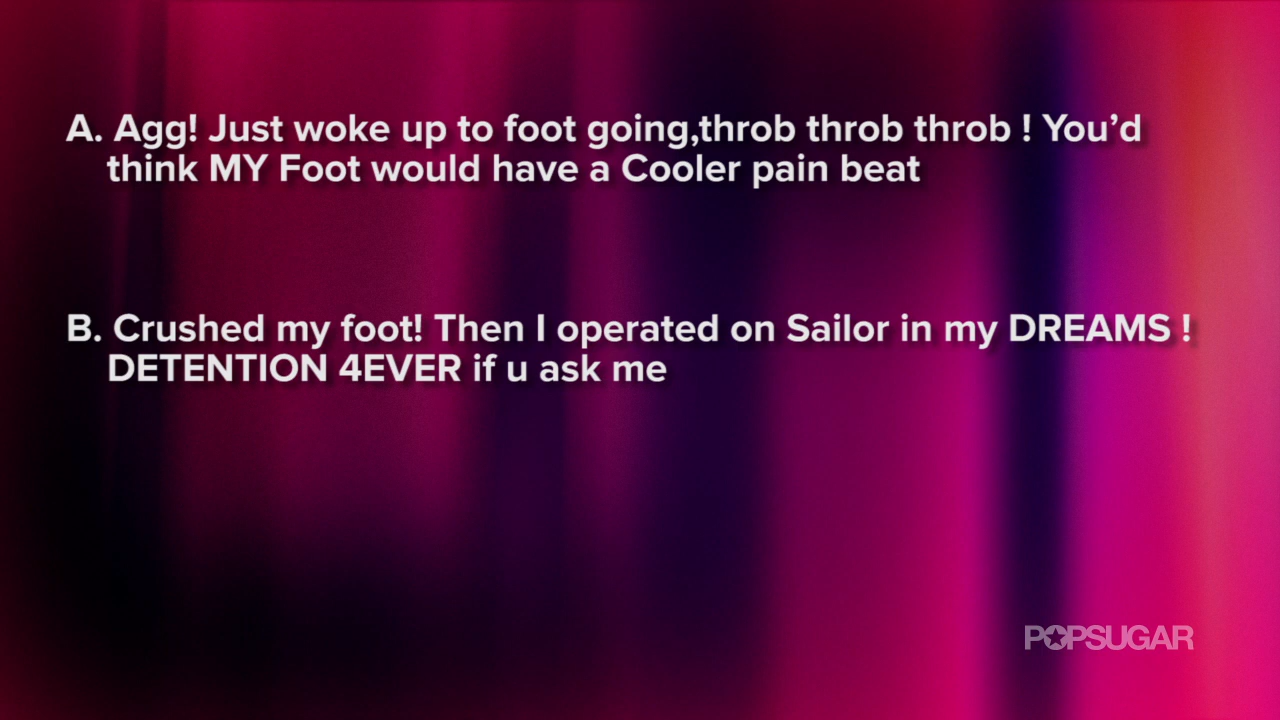 A. Agg! Just woke up to foot going,throb throb throb ! You’d
think MY Foot would have a Cooler pain beat
B. Crushed my foot! Then I operated on Sailor in my DREAMS !
DETENTION 4EVER if u ask me
POPSUGAR